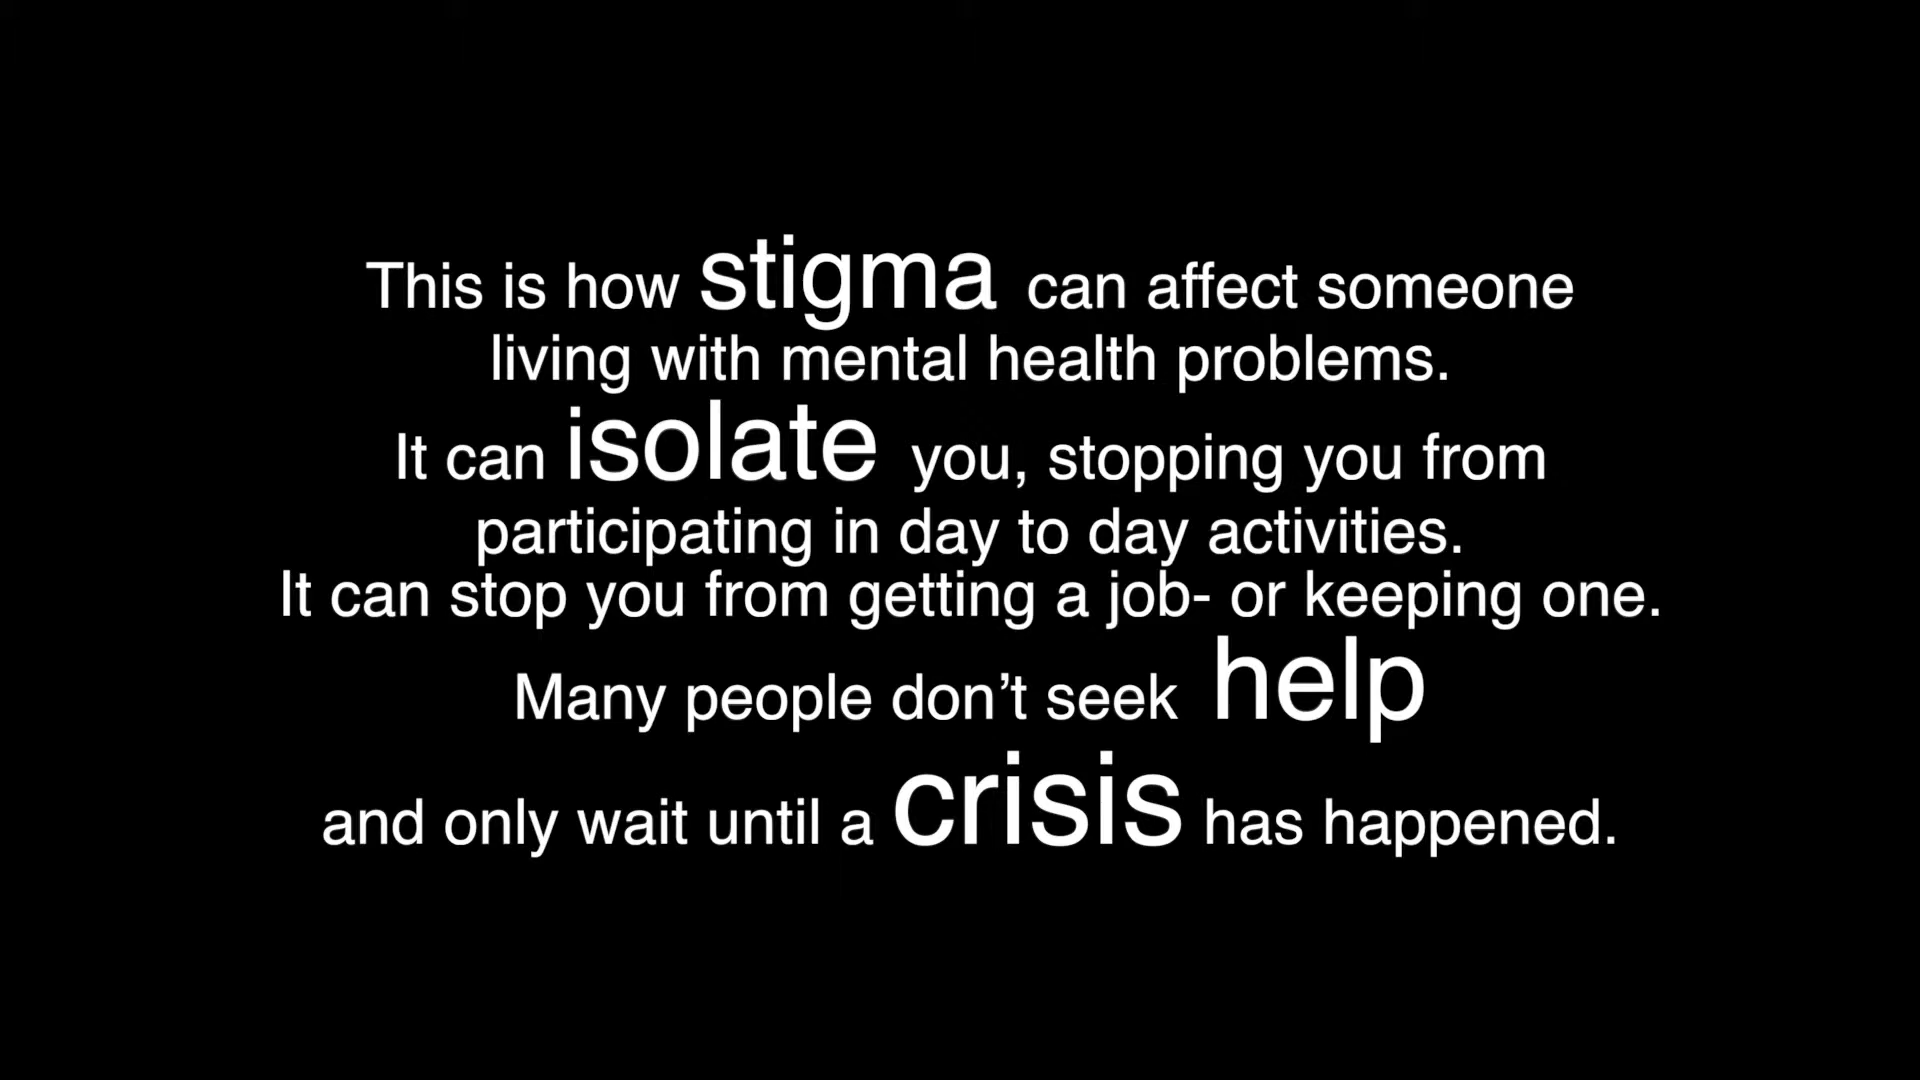 This is how stigma can affect someone
living with mental health problems.
It can isolate you, stopping you from
participating in day to day activities.
It can stop you from getting a job- or keeping one.
Many people don’t seek help
and only wait until a crisis has happened.